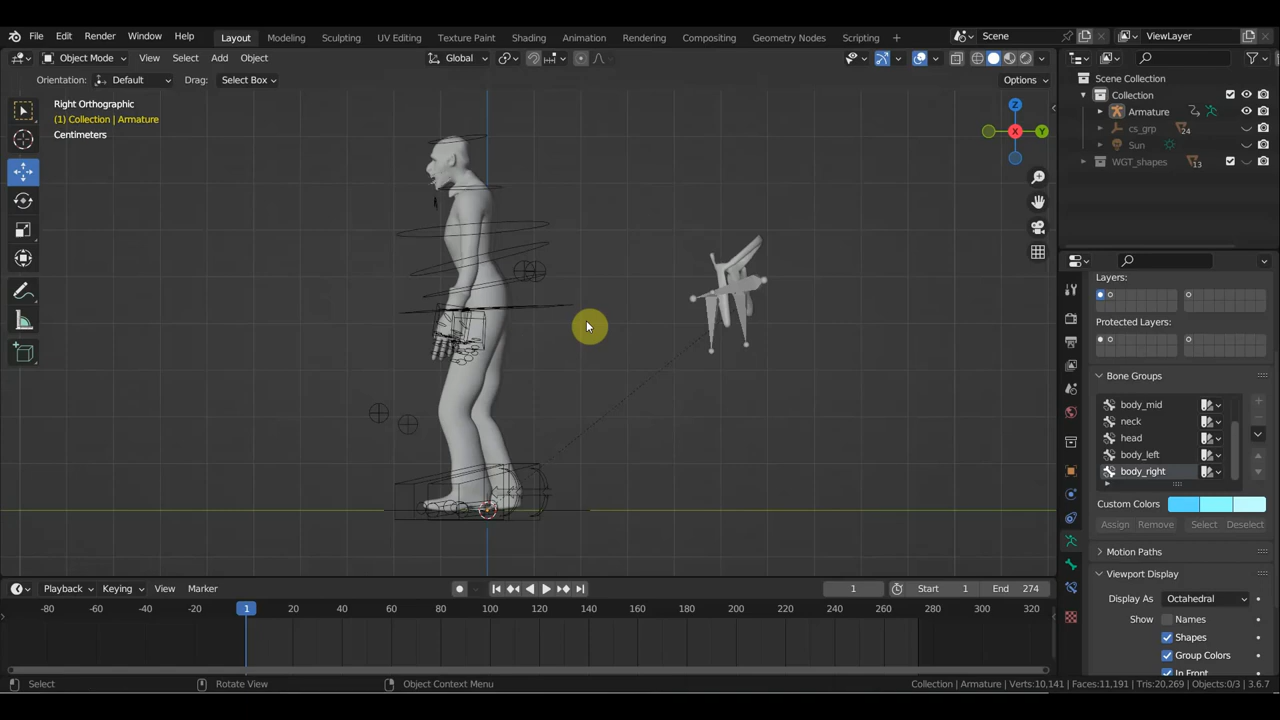 File Edit Render Window Help Layout Modeling Sculpting UV Editing Texture Paint Shading Animation Rendering Compositing Geometry Nodes Scripting Scene ViewLayer
Object Mode View Select Add Object Global
Orientation: Default Drag: Select Box Options
Right Orthographic
(1) Collection | Armature
Centimeters
Z
X
Y
Scene Collection
Collection
Armature
cs_grp 24
Sun
WGT_shapes 13
Layers:
Protected Layers:
Bone Groups
body_mid
neck
head
body_left
body_right
Custom Colors
Assign Remove Select Deselect
Motion Paths
Viewport Display
Display As Octahedral
Show Names
Shapes
Group Colors
In Front
Playback Keying View Marker 1 Start 1 End 274
-80 -60 -40 -20 1 20 40 60 80 100 120 140 160 180 200 220 240 260 280 300 320
Select Rotate View Object Context Menu Collection | Armature | Verts:10,141 | Faces:11,191 | Tris:20,269 | Objects:0/3 | 3.6.7